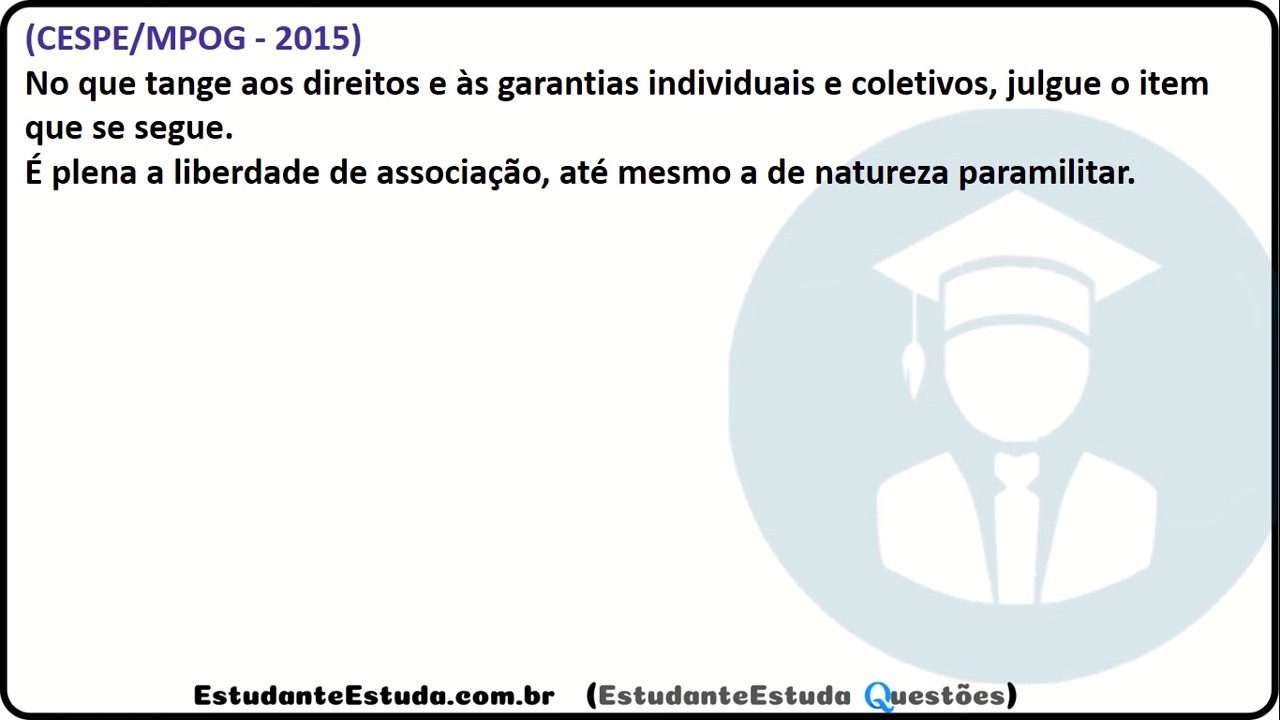 (CESPE/MPOG - 2015)
No que tange aos direitos e às garantias individuais e coletivos, julgue o item
que se segue.
É plena a liberdade de associação, até mesmo a de natureza paramilitar.
EstudanteEstuda.com.br (EstudanteEstuda Questões)